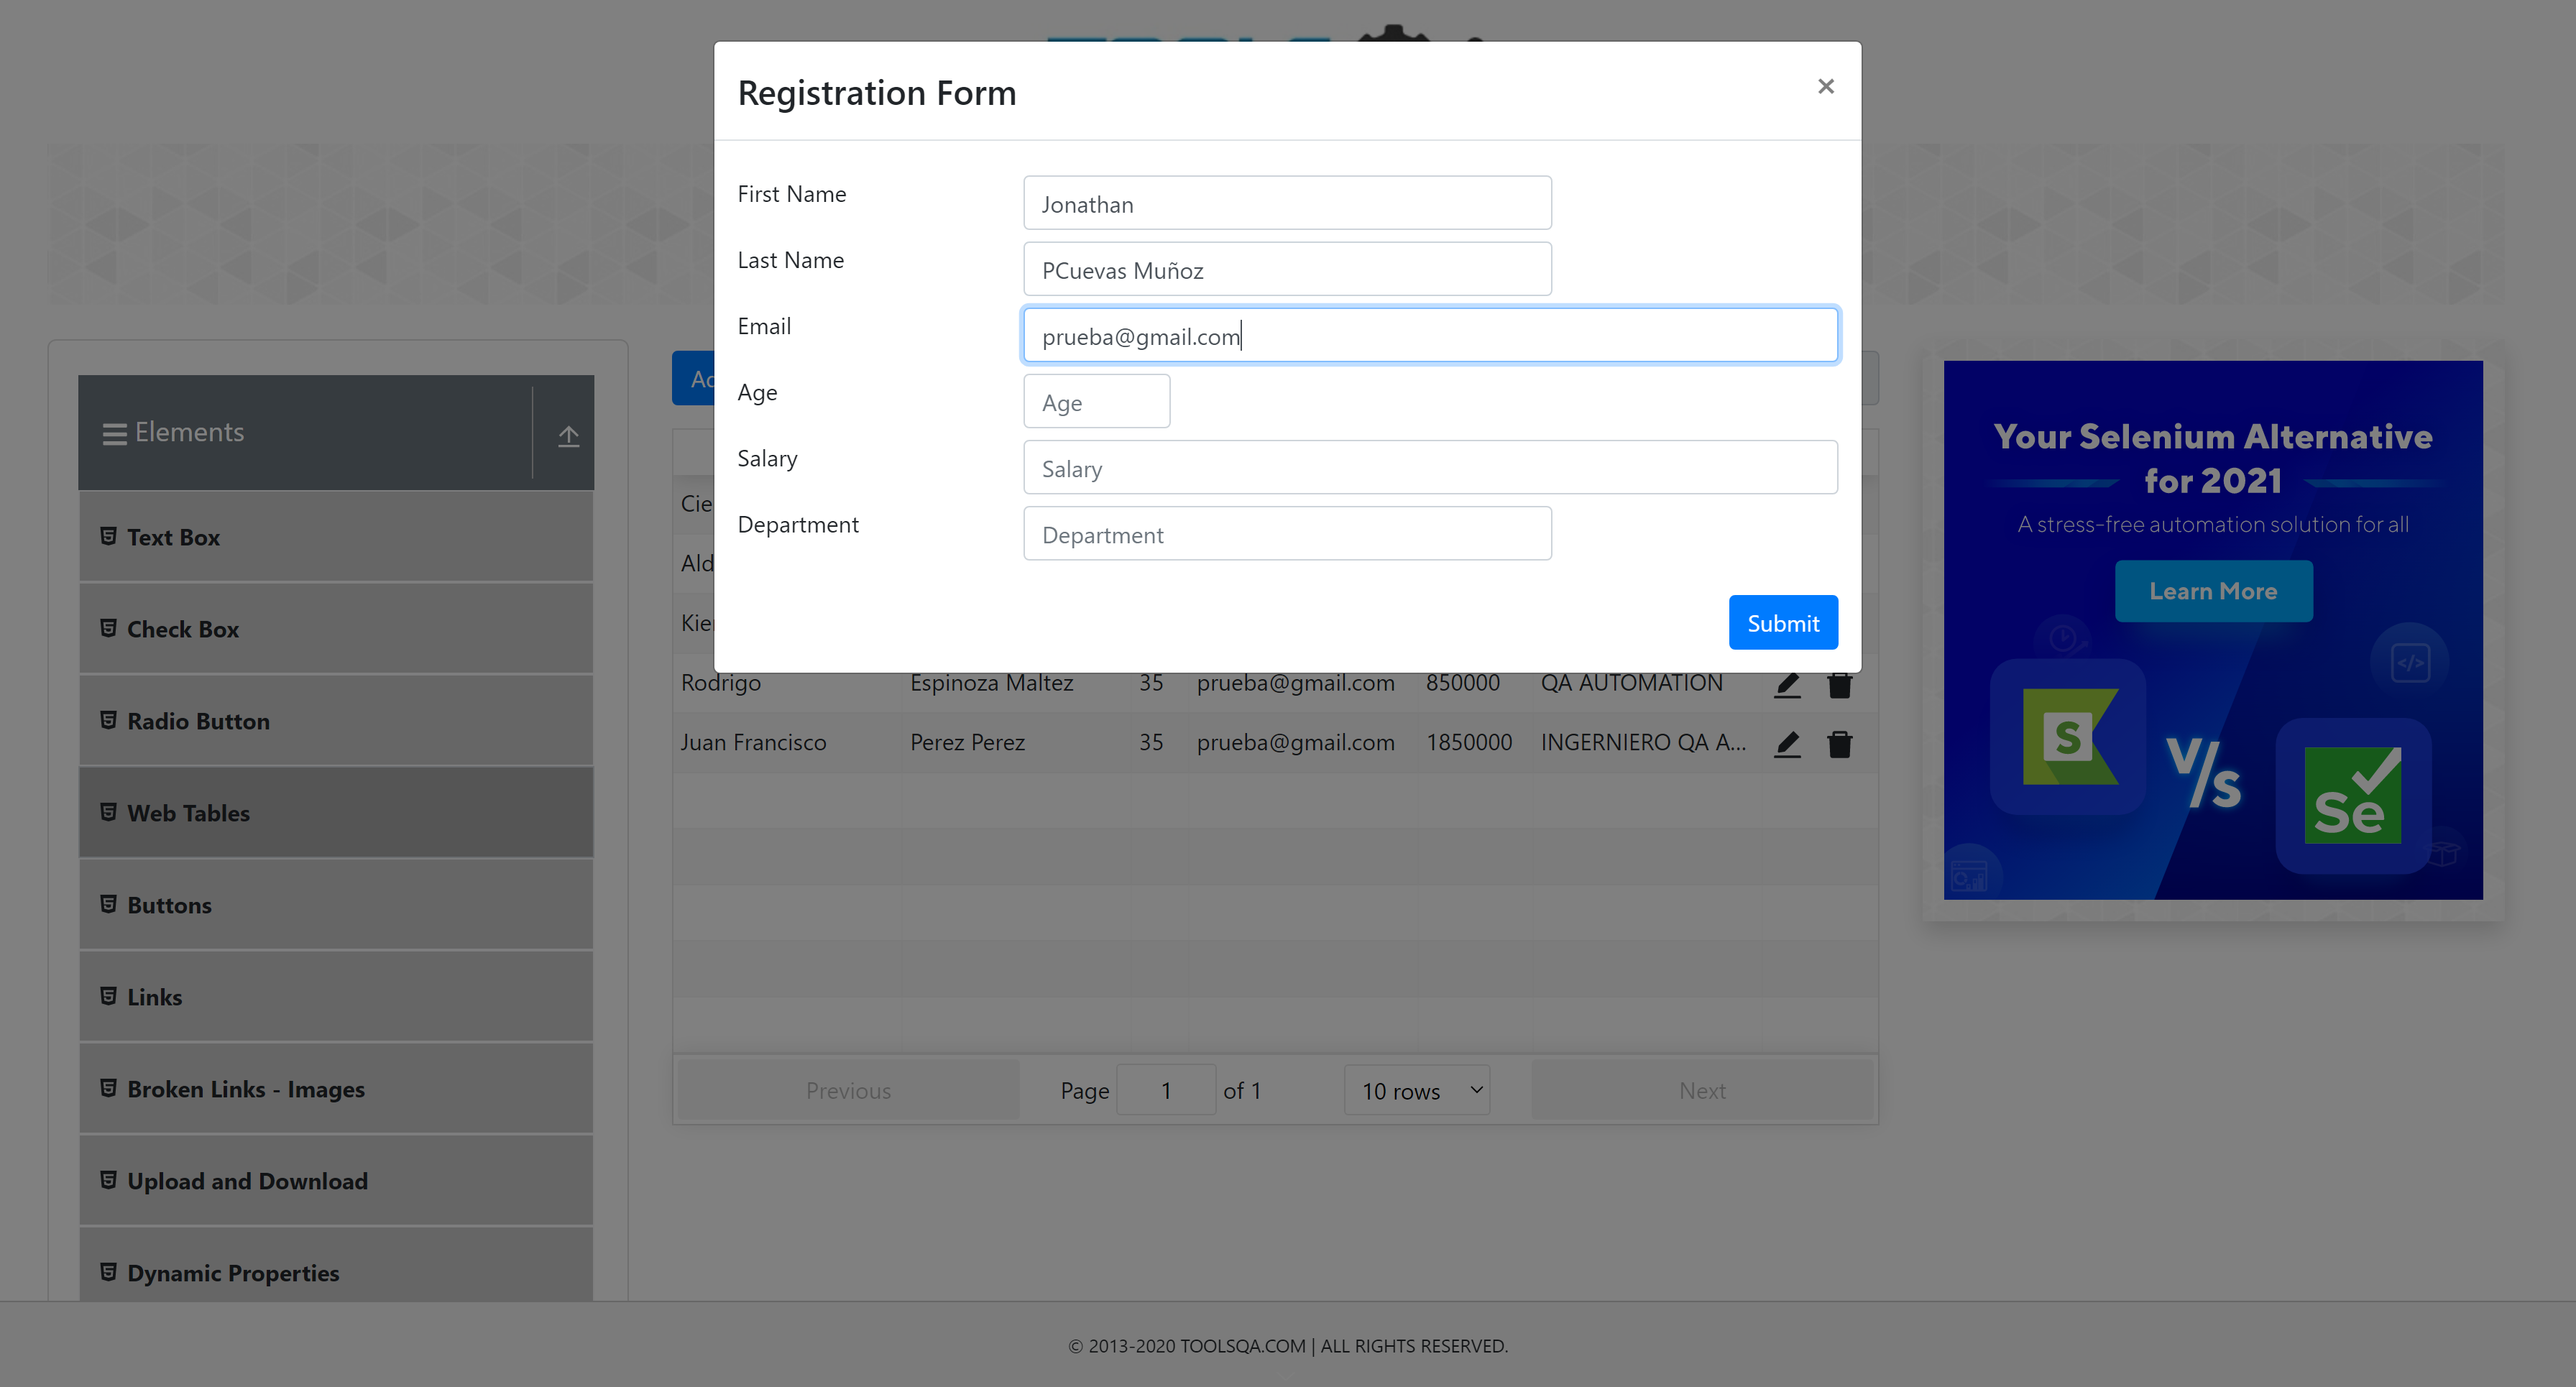 Registration Form
×
First Name
Jonathan
Last Name
PCuevas Muñoz
Email
prueba@gmail.com
Age
Age
Salary
Salary
Department
Department
Submit
Elements
Text Box
Check Box
Radio Button
Web Tables
Buttons
Links
Broken Links - Images
Upload and Download
Dynamic Properties
Rodrigo Espinoza Maltez 35 prueba@gmail.com 850000 QA AUTOMATION
Juan Francisco Perez Perez 35 prueba@gmail.com 1850000 INGERNIERO QA A...
Previous Page 1 of 1 10 rows Next
Your Selenium Alternative
for 2021
A stress-free automation solution for all
Learn More
S
V/s
Se
© 2013-2020 TOOLSQA.COM | ALL RIGHTS RESERVED.